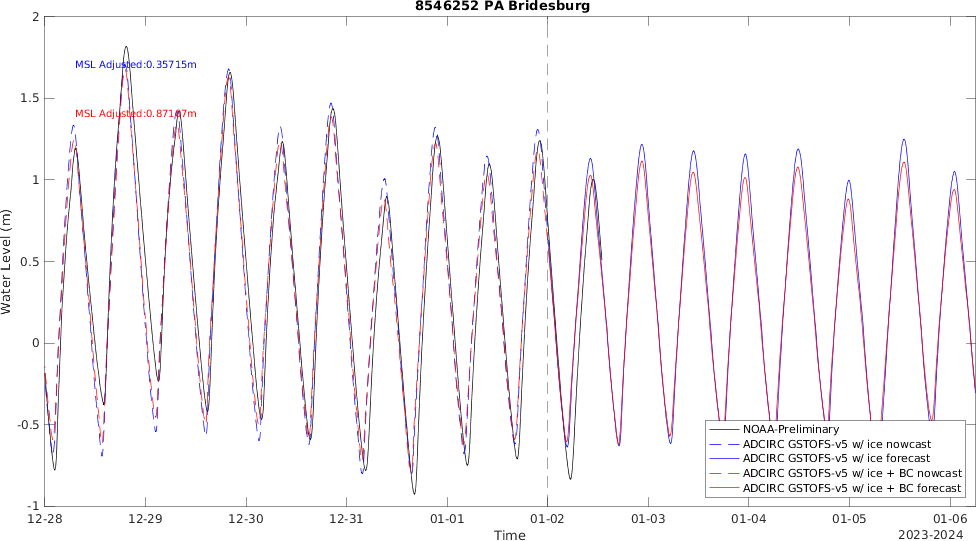 8546252 PA Bridesburg
2
MSL Adjusted:0.35715m
1.5
1
0.5
0
-0.5
-1
Water Level (m)
NOAA-Preliminary
ADCIRC GSTOFS-v5 w/ ice nowcast
ADCIRC GSTOFS-v5 w/ ice forecast
ADCIRC GSTOFS-v5 w/ ice + BC nowcast
ADCIRC GSTOFS-v5 w/ ice + BC forecast
12-28 12-29 12-30 12-31 01-01 01-02 01-03 01-04 01-05 01-06
Time
2023-2024
MSL Adjusted: